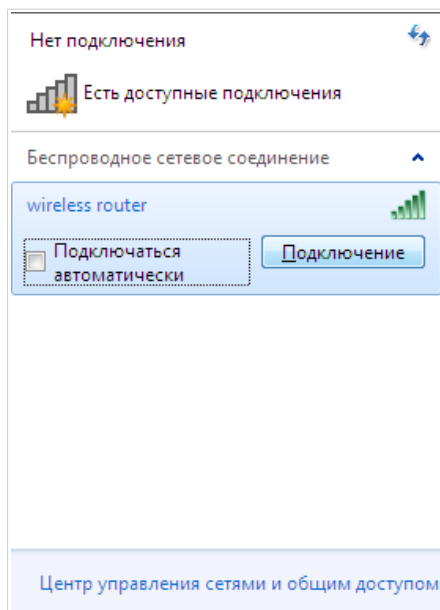 Нет подключения
Есть доступные подключения
Беспроводное сетевое соединение
wireless router
Подключаться
автоматически
Подключение
Центр управления сетями и общим доступом